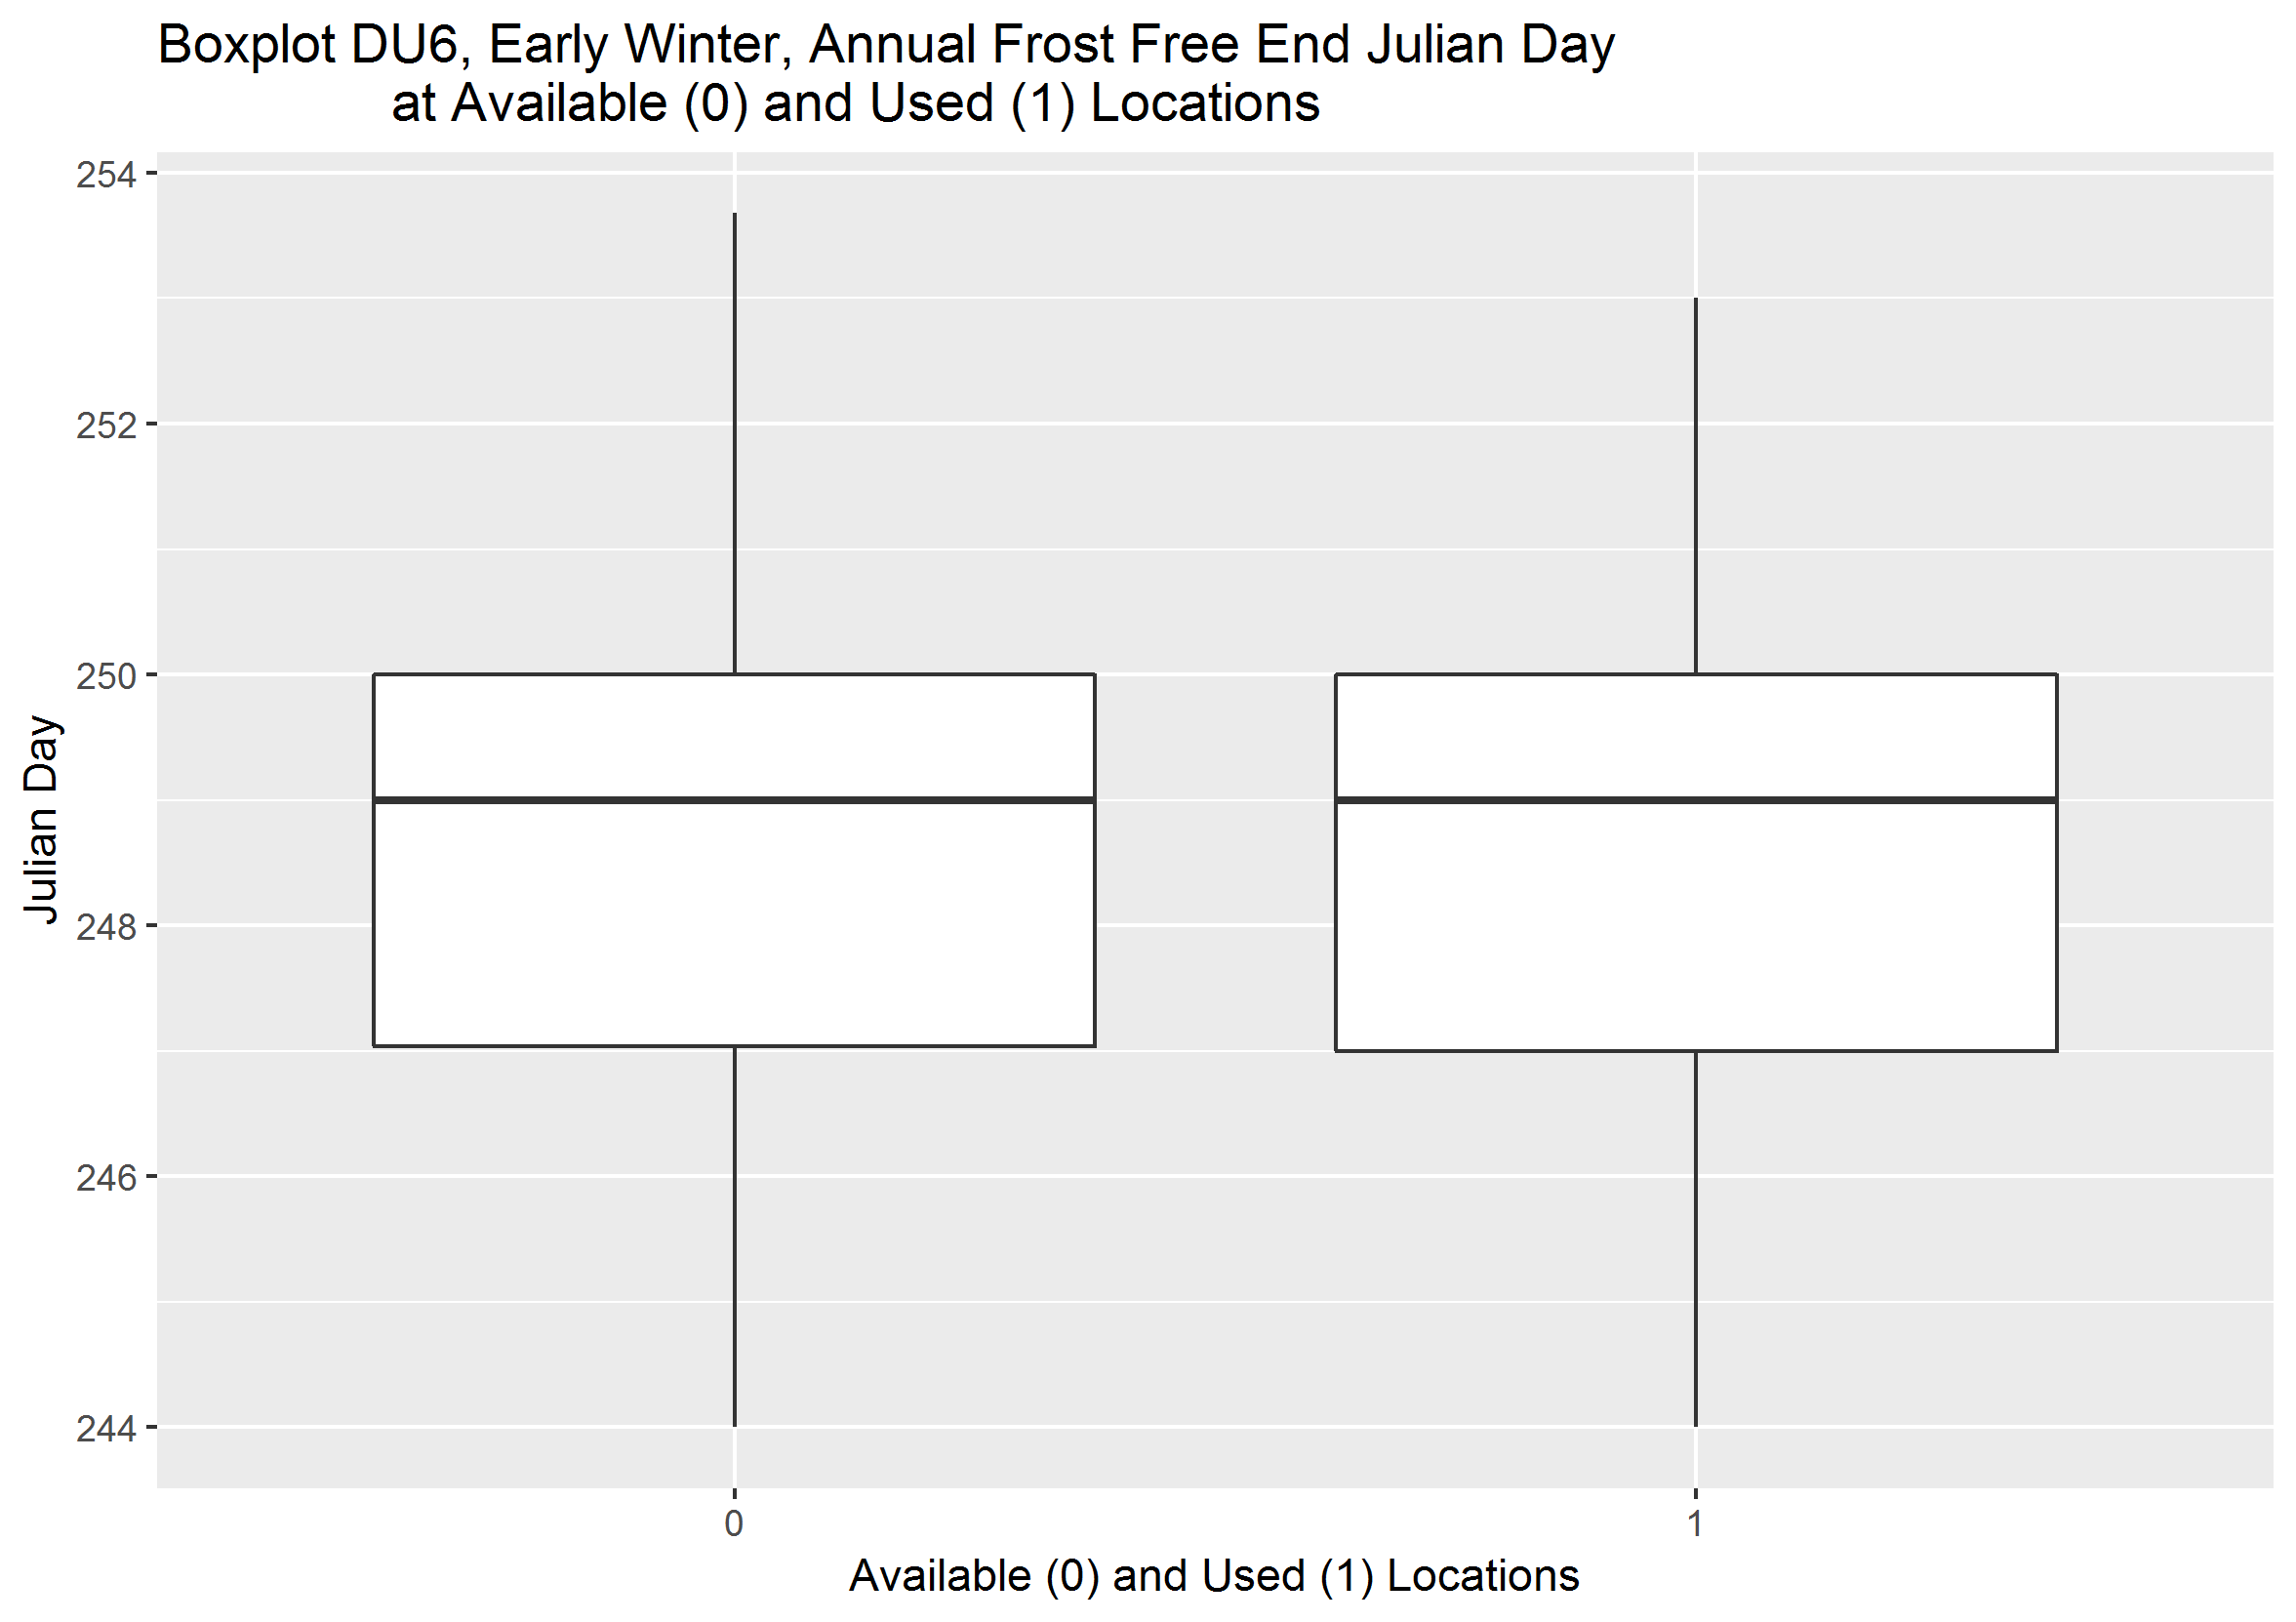 Boxplot DU6, Early Winter, Annual Frost Free End Julian Day
at Available (0) and Used (1) Locations
254
252
250
248
246
244
Julian Day
0
1
Available (0) and Used (1) Locations